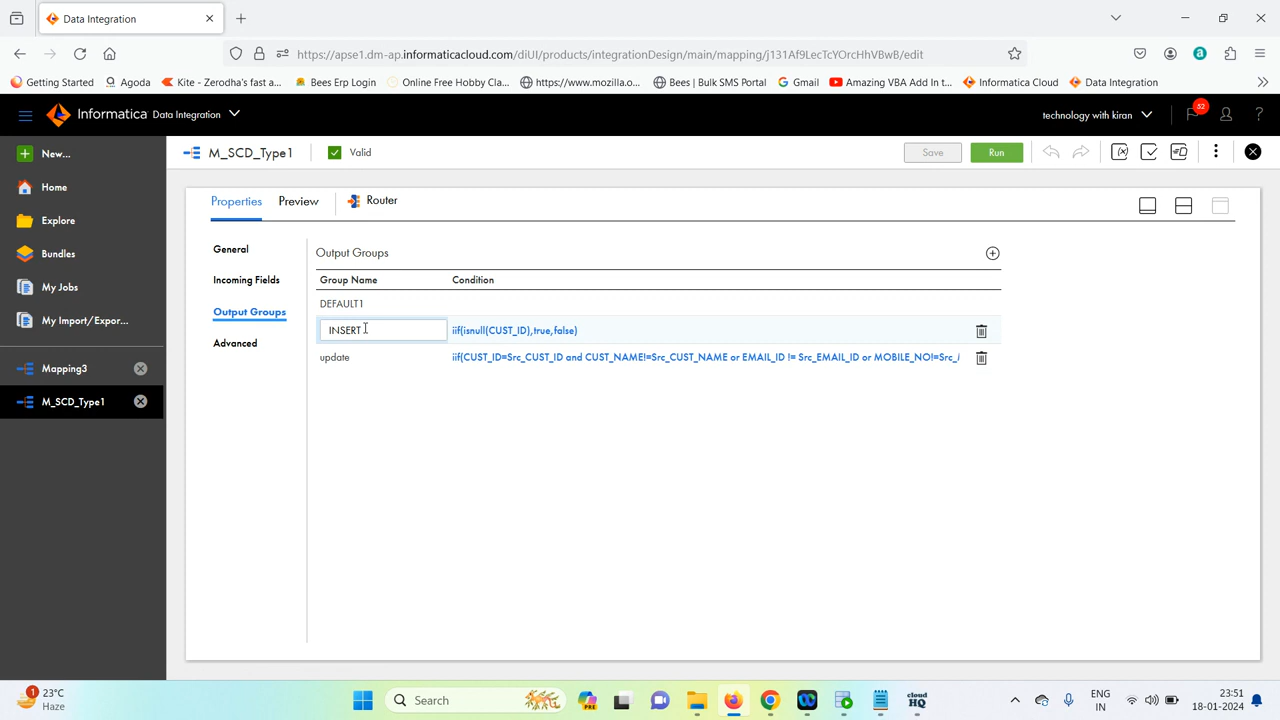 Data Integration
https://apse1.dm-ap.informaticacloud.com/diUI/products/integrationDesign/main/mapping/j131Af9LecTcYOrcHhVBwB/edit
Getting Started Agoda Kite - Zerodha's fast a... Bees Erp Login Online Free Hobby Cla... https://www.mozilla.o... Bees | Bulk SMS Portal Gmail Amazing VBA Add In t... Informatica Cloud Data Integration
Informatica Data Integration technology with kiran 52 ?
New... M_SCD_Type1 Valid Save Run
Home
Explore
Bundles
My Jobs
My Import/Expor...
Mapping3
M_SCD_Type1
Properties Preview Router
General
Incoming Fields
Output Groups
Advanced
Output Groups
Group Name Condition
DEFAULT1
INSERT iif(isnull(CUST_ID),true,false)
update iif(CUST_ID=Src_CUST_ID and CUST_NAME!=Src_CUST_NAME or EMAIL_ID != Src_EMAIL_ID or MOBILE_NO!=Src_
1 23°C
Haze
Search
PRE
cloud
HQ
ENG
IN
23:51
18-01-2024